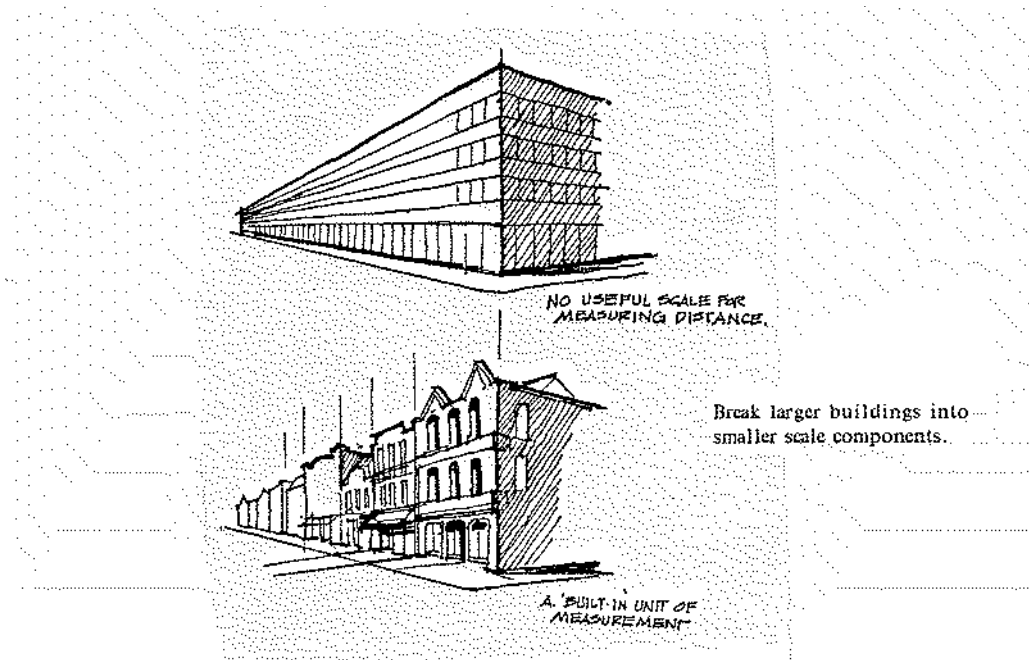 NO USEFUL SCALE FOR
MEASURING DISTANCE.
Break larger buildings into
smaller scale components.
A 'BUILT-IN' UNIT OF
MEASUREMENT